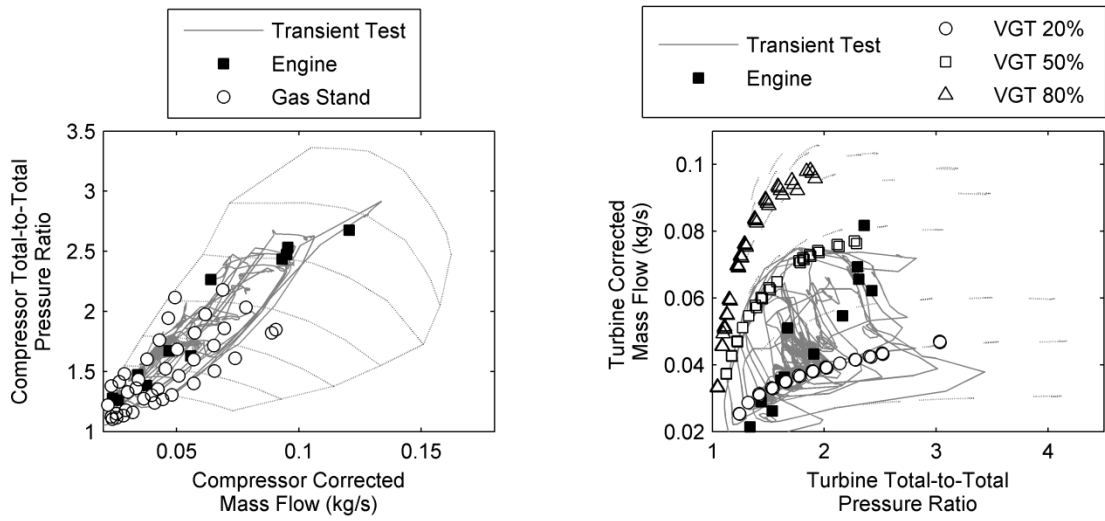 Transient Test
Engine
Gas Stand
3.5
3
2.5
2
1.5
1
0.05
0.1
0.15
Compressor Total-to-Total
Pressure Ratio
Compressor Corrected
Mass Flow (kg/s)
Transient Test
Engine
VGT 20%
VGT 50%
VGT 80%
0.1
0.08
0.06
0.04
0.02
1
2
3
4
Turbine Corrected
Mass Flow (kg/s)
Turbine Total-to-Total
Pressure Ratio